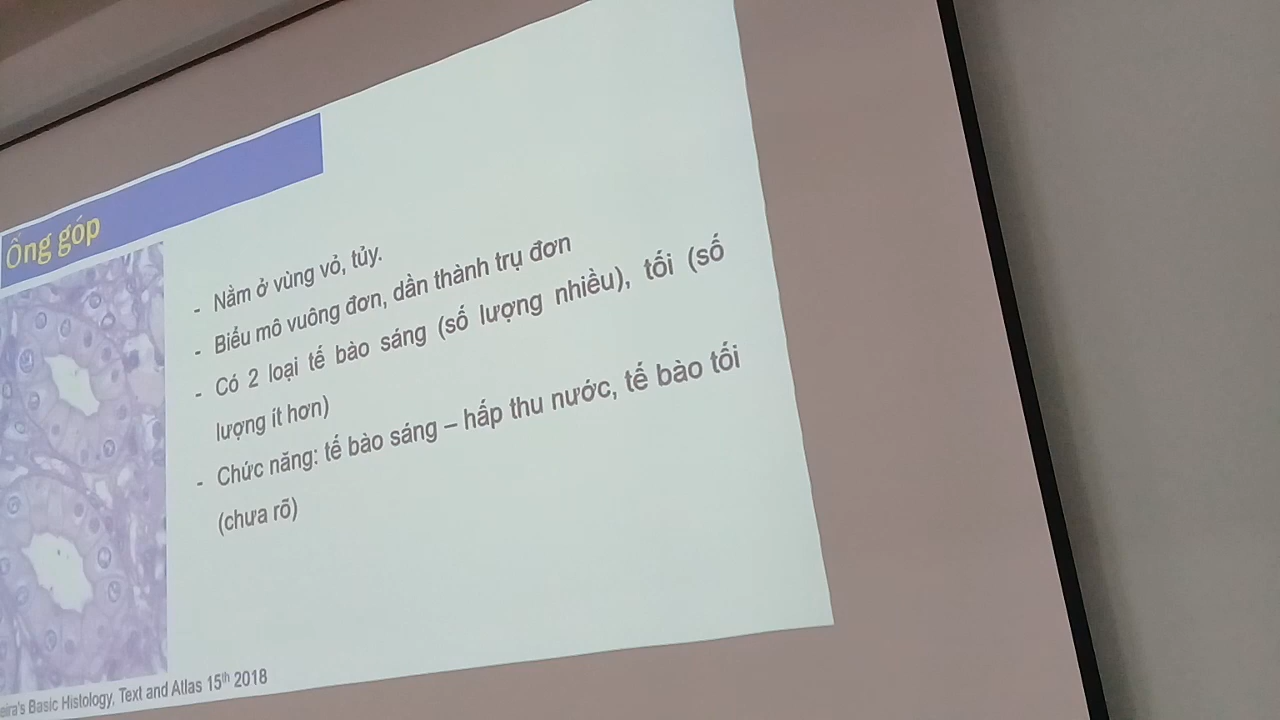 Ống góp
- Nằm ở vùng vỏ, tủy.
- Biểu mô vuông đơn, dần thành trụ đơn
- Có 2 loại tế bào sáng (số lượng nhiều), tối (số
lượng ít hơn)
- Chức năng: tế bào sáng – hấp thu nước, tế bào tối
(chưa rõ)
Basic Histology, Text and Atlas 15th 2018